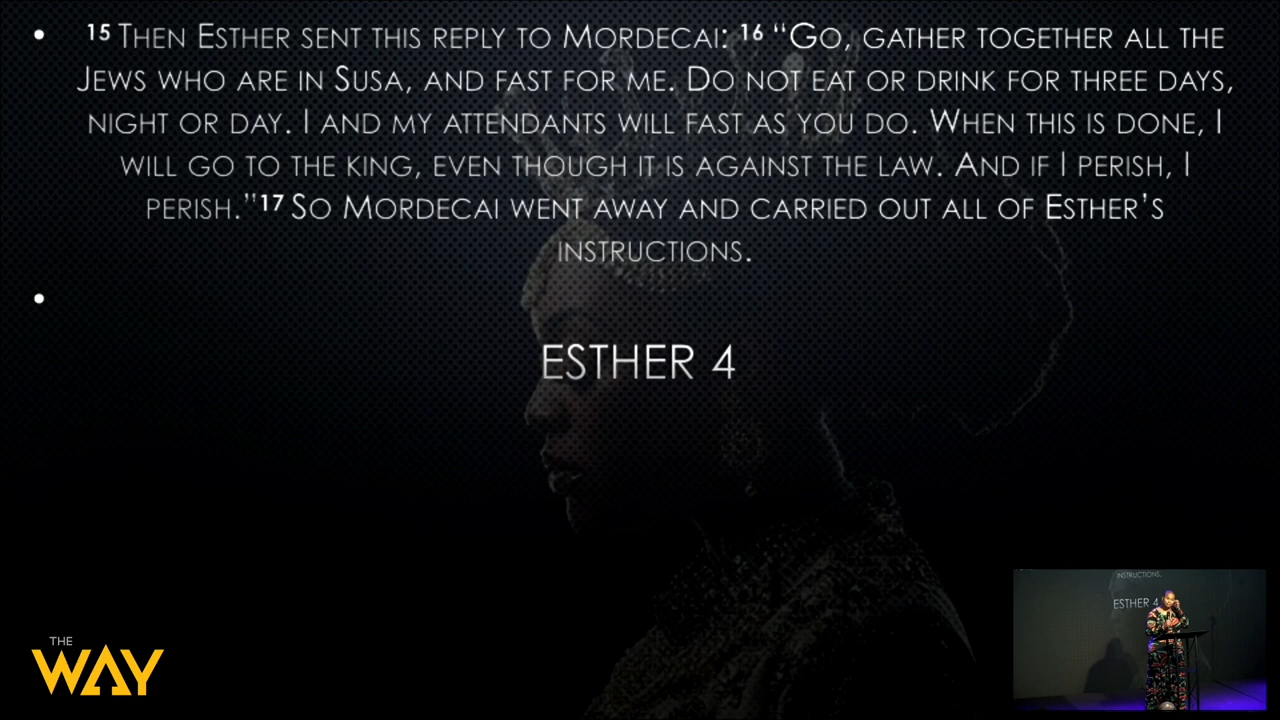 • ¹⁵ Then Esther sent this reply to Mordecai: ¹⁶ “Go, gather together all the
Jews who are in Susa, and fast for me. Do not eat or drink for three days,
night or day. I and my attendants will fast as you do. When this is done, I
will go to the king, even though it is against the law. And if I perish, I
perish.”¹⁷ So Mordecai went away and carried out all of Esther’s
instructions.
•
ESTHER 4
THE
WAY
instructions.
ESTHER 4